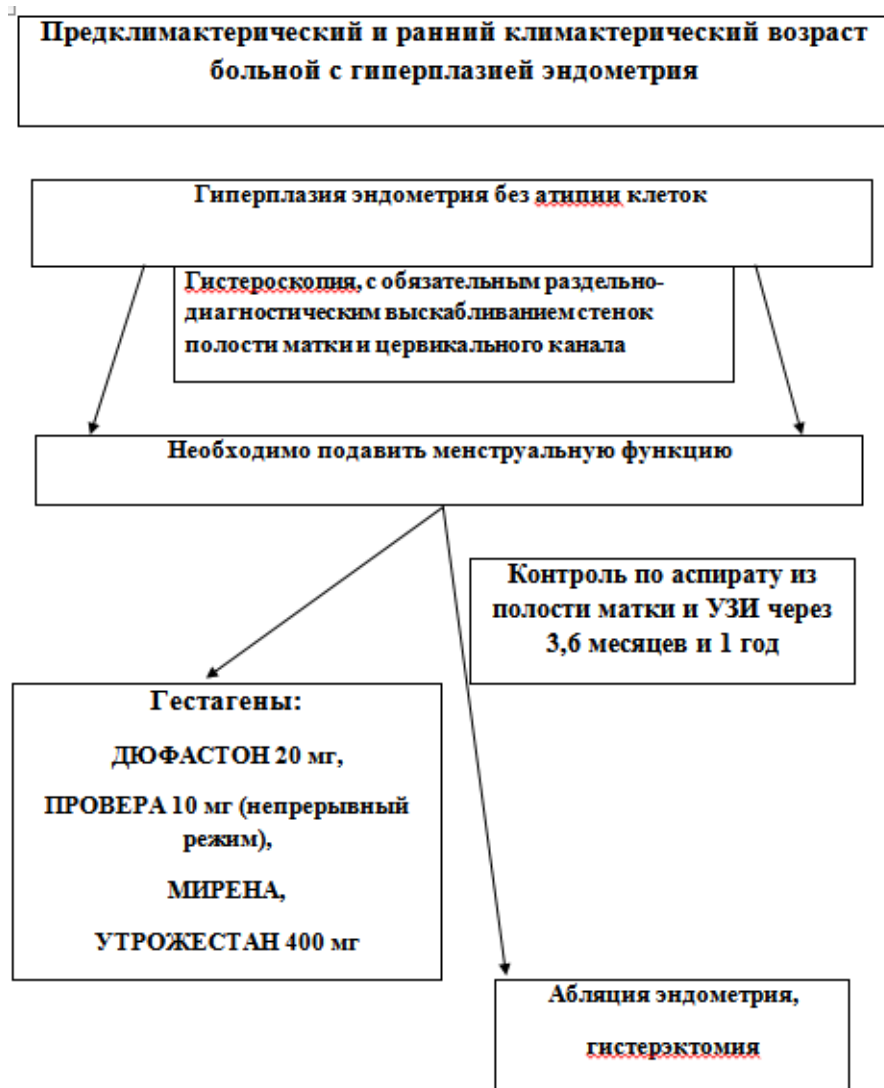 Предклимактерический и ранний климактерический возраст
больной с гиперплазией эндометрия
Гиперплазия эндометрия без атипии клеток
Гистероскопия, с обязательным раздельно-
диагностическим выскабливанием стенок
полости матки и цервикального канала
Необходимо подавить менструальную функцию
Контроль по аспирату из
полости матки и УЗИ через
3,6 месяцев и 1 год
Гестагены:
ДЮФАСТОН 20 мг,
ПРОВЕРА 10 мг (непрерывный
режим),
МИРЕНА,
УТРОЖЕСТАН 400 мг
Абляция эндометрия,
гистерэктомия